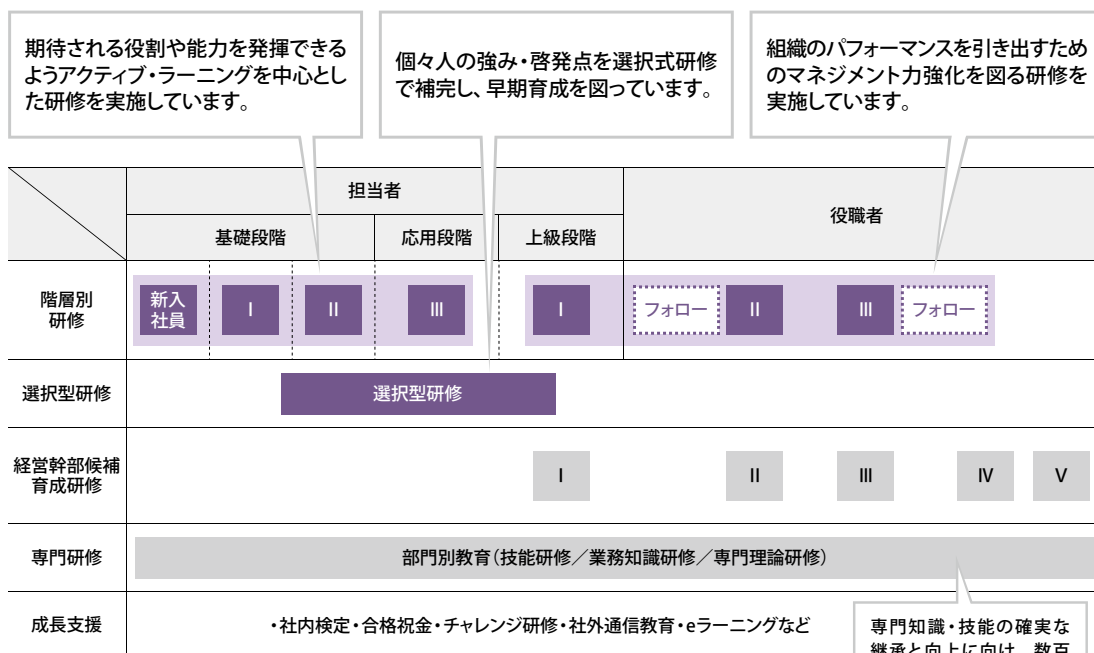 期待される役割や能力を発揮できる
ようアクティブ・ラーニングを中心とし
た研修を実施しています。
個々人の強み・啓発点を選択式研修
で補完し、早期育成を図っています。
組織のパフォーマンスを引き出すため
のマネジメント力強化を図る研修を
実施しています。
担当者
役職者
基礎段階
応用段階
上級段階
階層別
研修
新入
社員
Ⅰ
Ⅱ
Ⅲ
Ⅰ
フォロー
Ⅱ
Ⅲ
フォロー
選択型研修
選択型研修
経営幹部候補
育成研修
Ⅰ
Ⅱ
Ⅲ
Ⅳ
Ⅴ
専門研修
部門別教育（技能研修／業務知識研修／専門理論研修）
成長支援
・社内検定・合格祝金・チャレンジ研修・社外通信教育・eラーニングなど
専門知識・技能の確実な
継承と向上に向け、数百